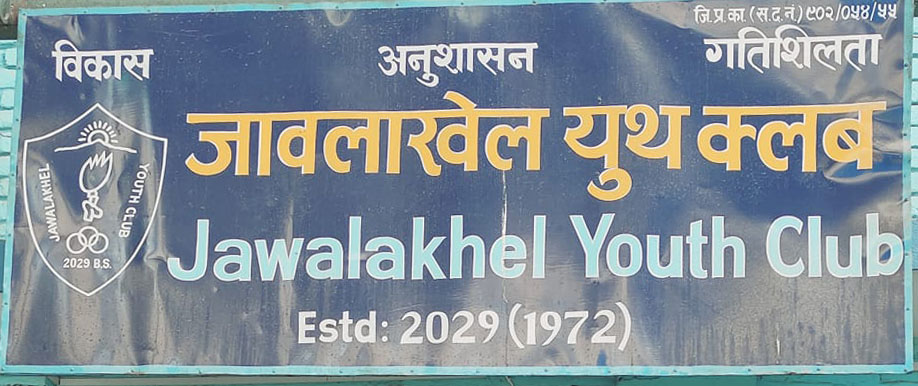 जि.प्र.का.(स.द.नं.)९०२/०५४/५५
विकास अनुशासन गतिशिलता
जावलाखेल युथ क्लब
JAWALAKHEL YOUTH CLUB
2029 B.S.
Jawalakhel Youth Club
Estd: 2029 (1972)